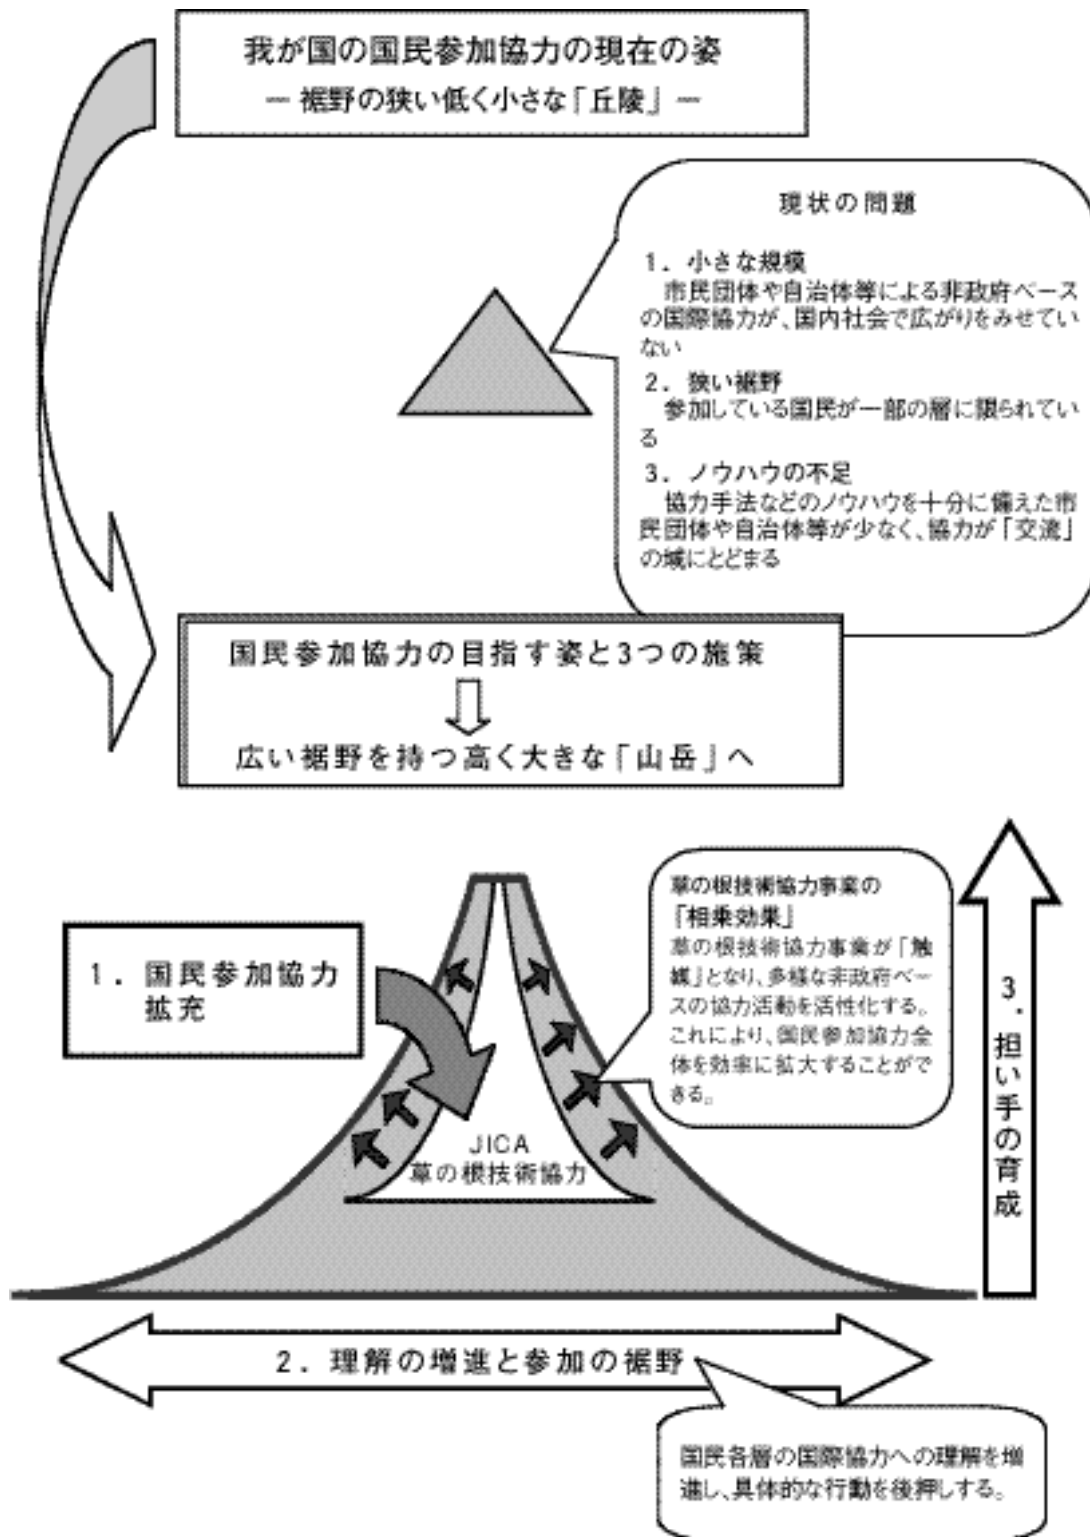 我が国の国民参加協力の現在の姿
― 裾野の狭い低く小さな「丘陵」―
現状の問題
1．小さな規模
市民団体や自治体等による非政府ベース
の国際協力が、国内社会で広がりをみせてい
ない
2．狭い裾野
参加している国民が一部の層に限られてい
る
3．ノウハウの不足
協力手法などのノウハウを十分に備えた市
民団体や自治体等が少なく、協力が「交流」
の域にとどまる
国民参加協力の目指す姿と3つの施策
広い裾野を持つ高く大きな「山岳」へ
草の根技術協力事業の
「相乗効果」
草の根技術協力事業が「触
媒」となり、多様な非政府ベー
スの協力活動を活性化する。
これにより、国民参加協力全
体を効率に拡大することがで
きる。
1．国民参加協力
拡充
JICA
草の根技術協力
3．担い手の育成
2．理解の増進と参加の裾野
国民各層の国際協力への理解を増
進し、具体的な行動を後押しする。